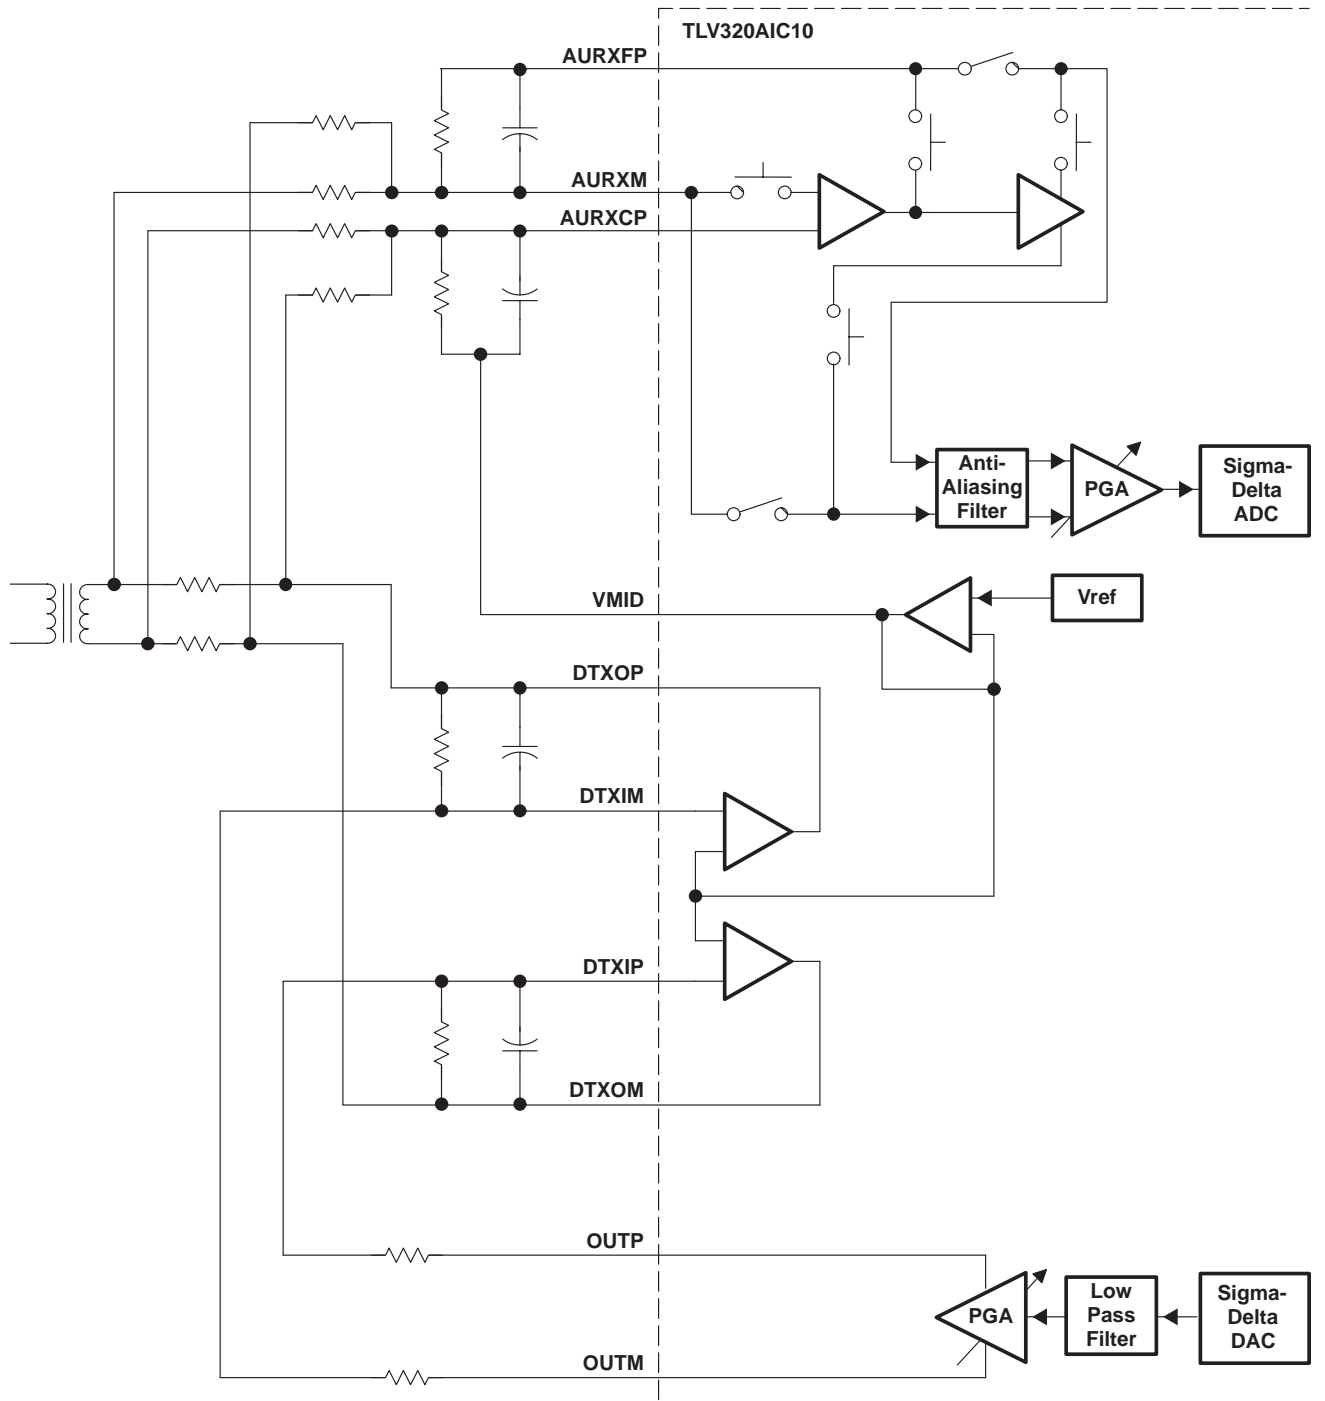 TLV320AIC10
AURXFP
AURXM
AURXCP
Anti-
Aliasing
Filter
PGA
Sigma-
Delta
ADC
VMID
Vref
DTXOP
DTXIM
DTXIP
DTXOM
OUTP
PGA
Low
Pass
Filter
Sigma-
Delta
DAC
OUTM